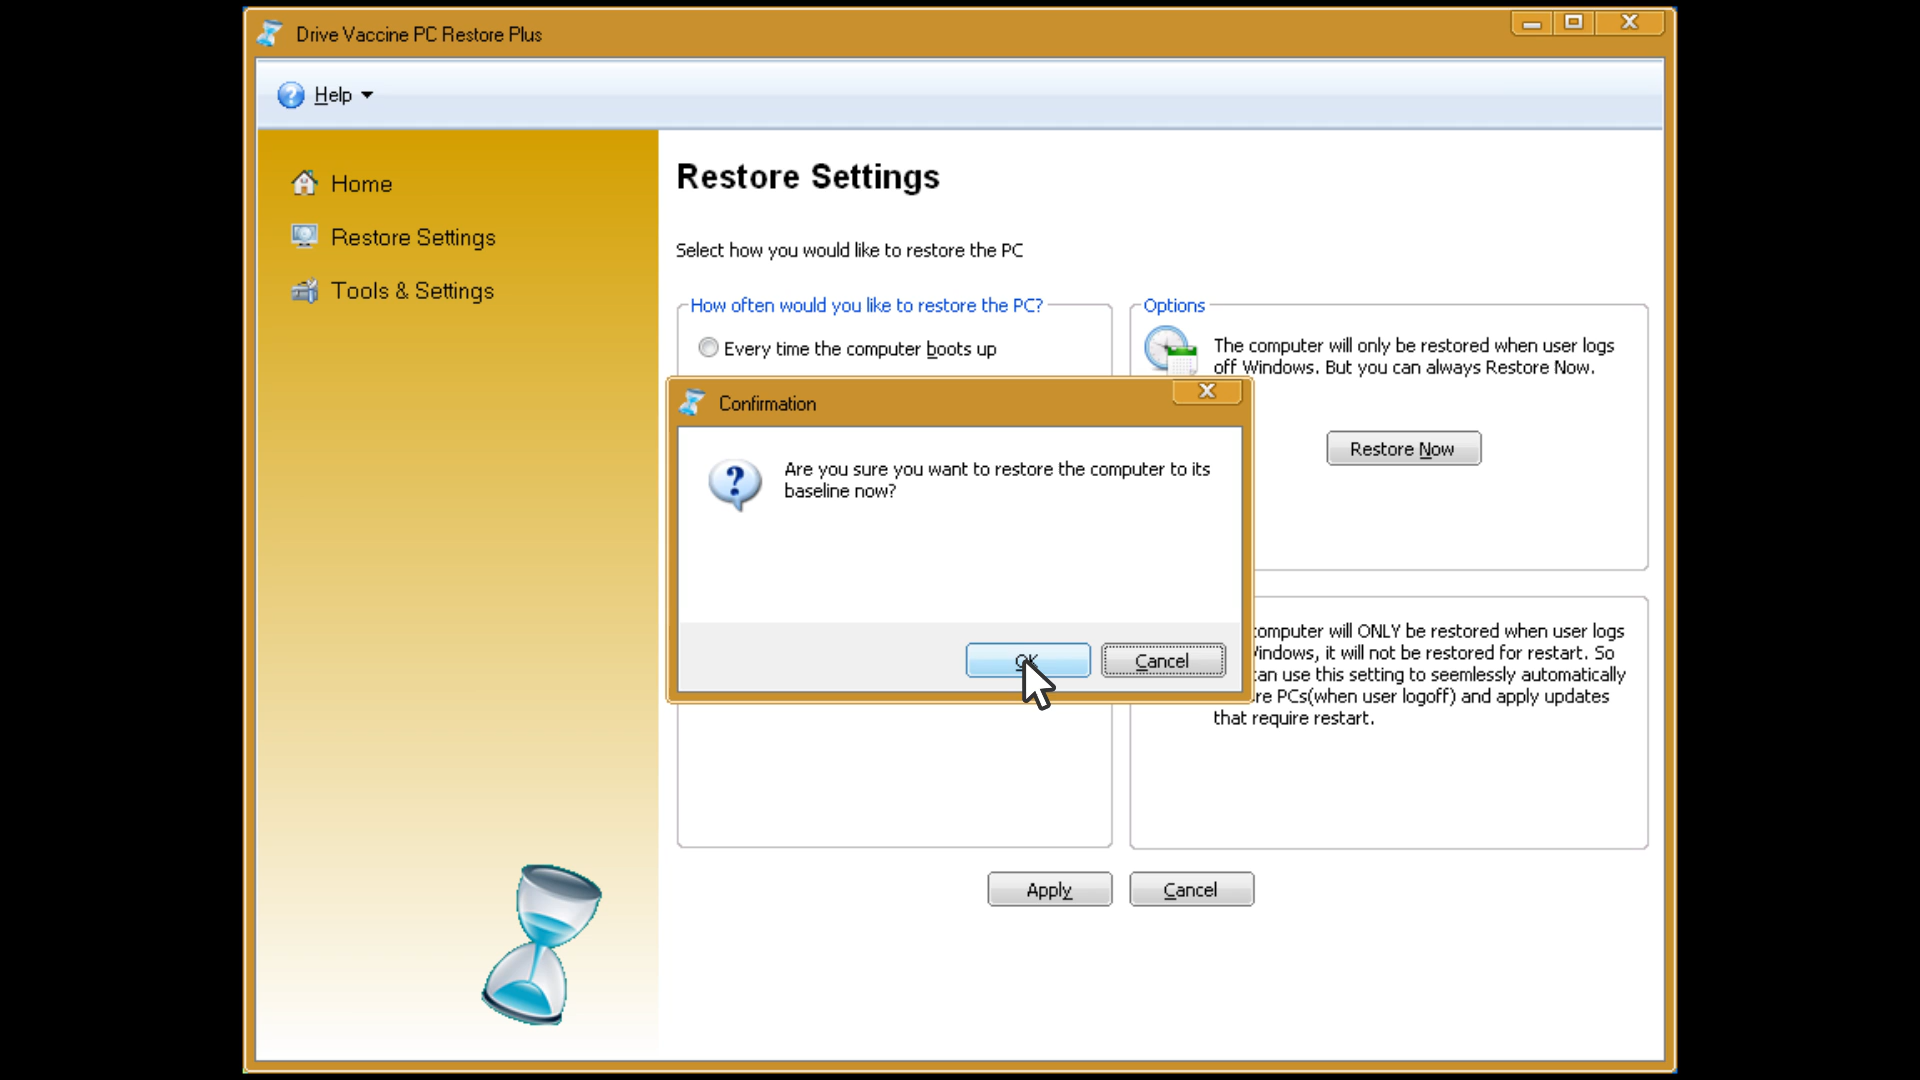 Drive Vaccine PC Restore Plus
Help
Home
Restore Settings
Tools & Settings
Restore Settings
Select how you would like to restore the PC
How often would you like to restore the PC?
Every time the computer boots up
Options
The computer will only be restored when user logs
off Windows. But you can always Restore Now.
Restore Now
Confirmation
Are you sure you want to restore the computer to its
baseline now?
OK
Cancel
computer will ONLY be restored when user logs
Windows, it will not be restored for restart. So
can use this setting to seemlessly automatically
PCs(when user logoff) and apply updates
that require restart.
Apply
Cancel